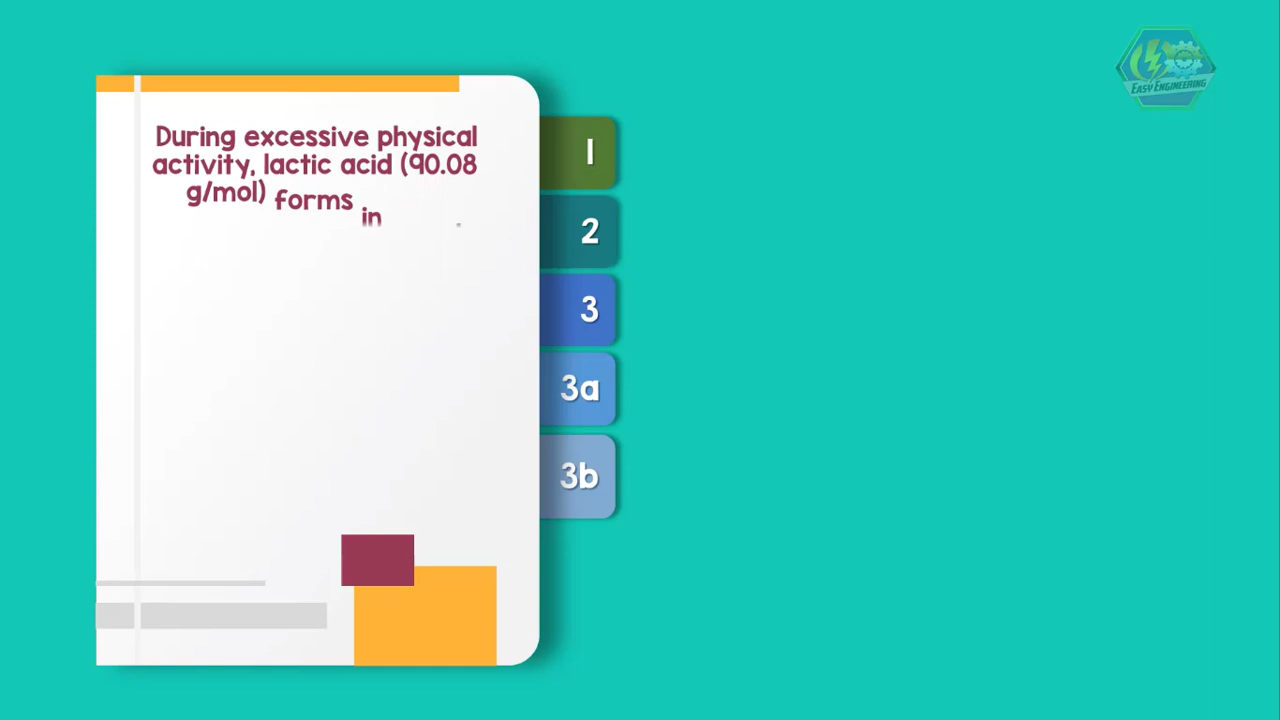 During excessive physical
activity, lactic acid (90.08
g/mol) forms in
1
2
3
3a
3b
EASY ENGINEERING